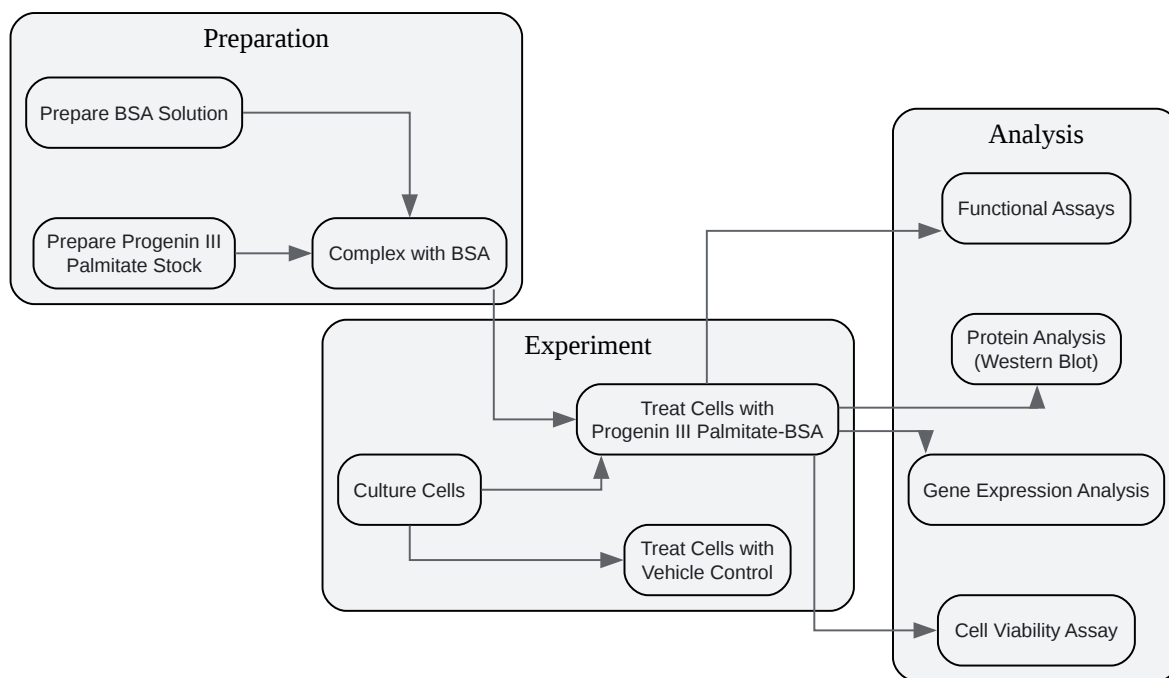 Preparation
Prepare BSA Solution
Prepare Progenin III
Palmitate Stock
Complex with BSA
Experiment
Treat Cells with
Progenin III Palmitate-BSA
Culture Cells
Treat Cells with
Vehicle Control
Analysis
Functional Assays
Protein Analysis
(Western Blot)
Gene Expression Analysis
Cell Viability Assay